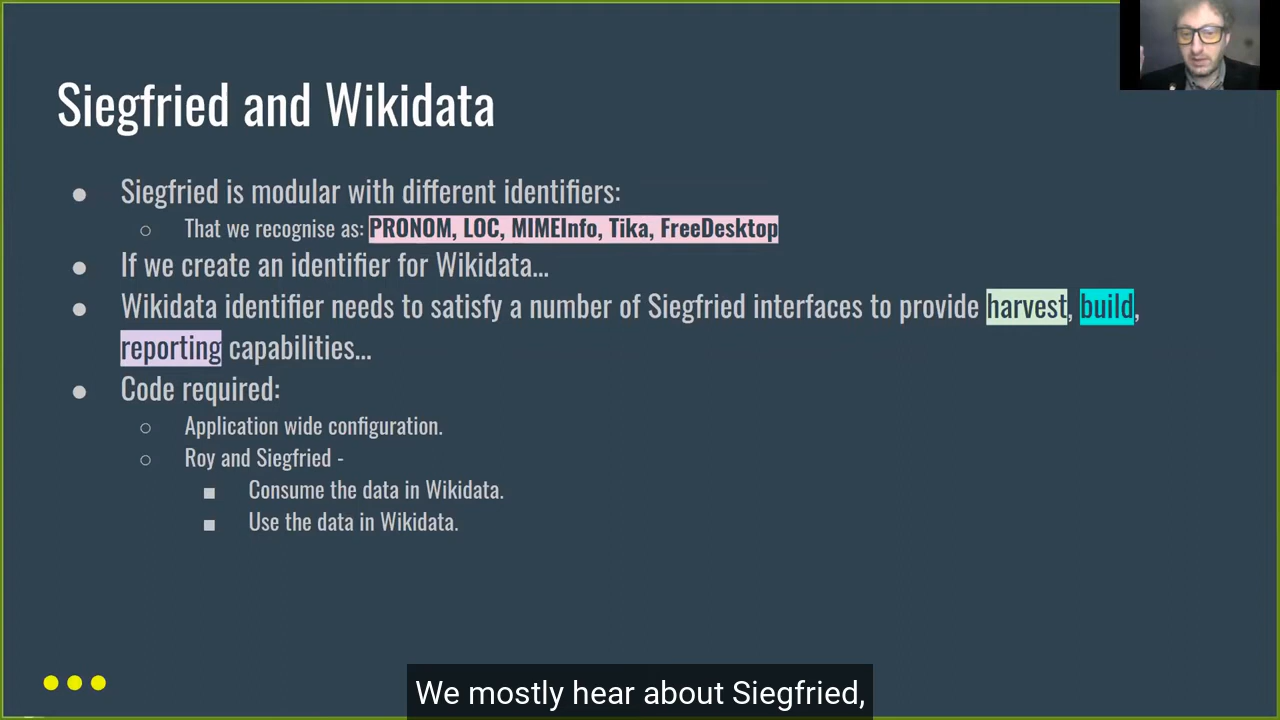 Siegfried and Wikidata
● Siegfried is modular with different identifiers:
○ That we recognise as: PRONOM, LOC, MIMEInfo, Tika, FreeDesktop
● If we create an identifier for Wikidata...
● Wikidata identifier needs to satisfy a number of Siegfried interfaces to provide harvest, build,
reporting capabilities...
● Code required:
○ Application wide configuration.
○ Roy and Siegfried -
■ Consume the data in Wikidata.
■ Use the data in Wikidata.
We mostly hear about Siegfried,